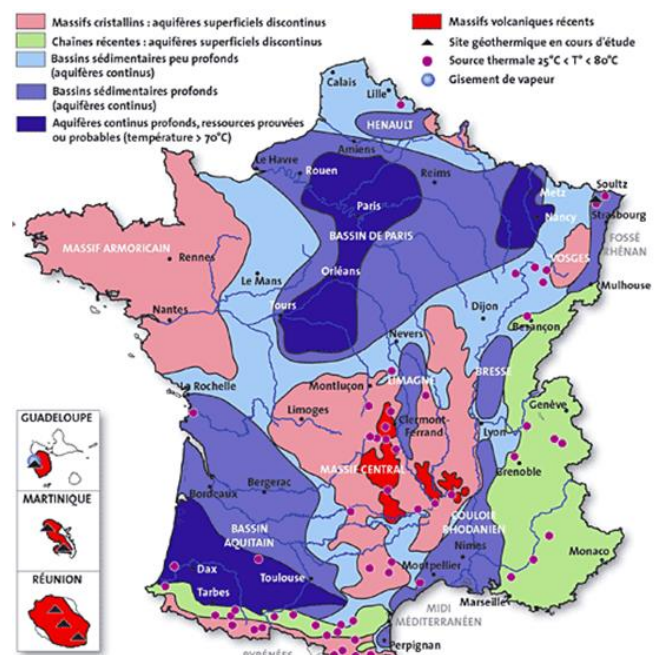 Massifs cristallins : aquifères superficiels discontinus
Chaînes récentes : aquifères superficiels discontinus
Bassins sédimentaires peu profonds
(aquifères continus)
Bassins sédimentaires profonds
(aquifères continus)
Aquifères continus profonds, ressources prouvées
ou probables (température > 70°C)
Massifs volcaniques récents
Site géothermique en cours d'étude
Source thermale 25°C < T° < 80°C
Gisement de vapeur
Calais
Lille
HENAULT
Amiens
Le Havre
Rouen
Reims
Metz
Soultz
Paris
Nancy
Strasbourg
BASSIN DE PARIS
FOSSÉ
RHÉNAN
MASSIF ARMORICAIN
Rennes
VOSGES
Orléans
Le Mans
Mulhouse
Nantes
Tours
Dijon
Besançon
Nevers
BRESSE
La Rochelle
Montluçon
LIMAGNE
Genève
Limoges
Clermont-
Ferrand
Lyon
MASSIF CENTRAL
Grenoble
Bordeaux
Bergerac
COULOIR
RHODANIEN
BASSIN
AQUITAIN
Nîmes
Dax
Toulouse
Montpellier
Monaco
Tarbes
Marseille
MIDI
MÉDITERRANÉEN
Perpignan
PYRÉNÉES
GUADELOUPE
MARTINIQUE
RÉUNION